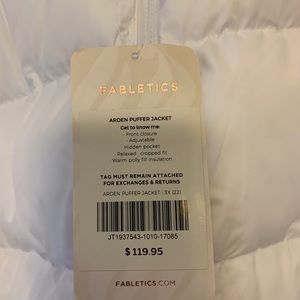 FABLETICS
ARDEN PUFFER JACKET
Get to know me:
· Front closure
· Adjustable
· Hidden pocket
· Relaxed, cropped fit
· Warm polly fill insulation
TAG MUST REMAIN ATTACHED
FOR EXCHANGES & RETURNS
ARDEN PUFFER JACKET | 3X (22)
JT1937543-1010-17085
$119.95
FABLETICS.COM